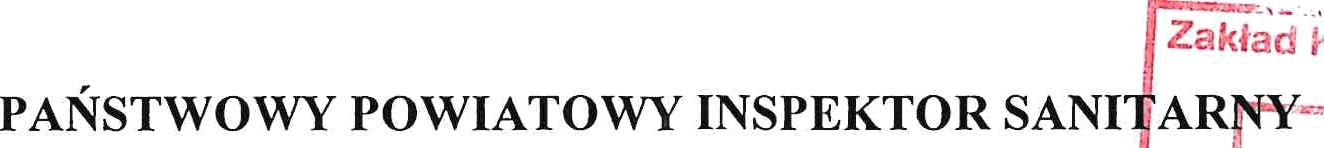 Zakład
PAŃSTWOWY POWIATOWY INSPEKTOR SANITARNY